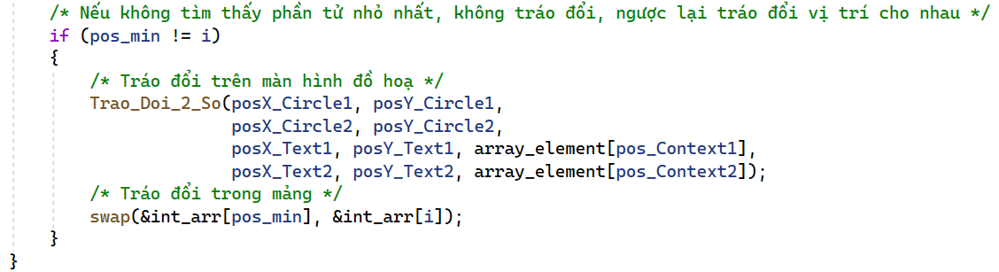 /* Nếu không tìm thấy phần tử nhỏ nhất, không tráo đổi, ngược lại tráo đổi vị trí cho nhau */
if (pos_min != i)
{
/* Tráo đổi trên màn hình đồ hoạ */
Trao_Doi_2_So(posX_Circle1, posY_Circle1,
posX_Circle2, posY_Circle2,
posX_Text1, posY_Text1, array_element[pos_Context1],
posX_Text2, posY_Text2, array_element[pos_Context2]);
/* Tráo đổi trong mảng */
swap(&int_arr[pos_min], &int_arr[i]);
}
}